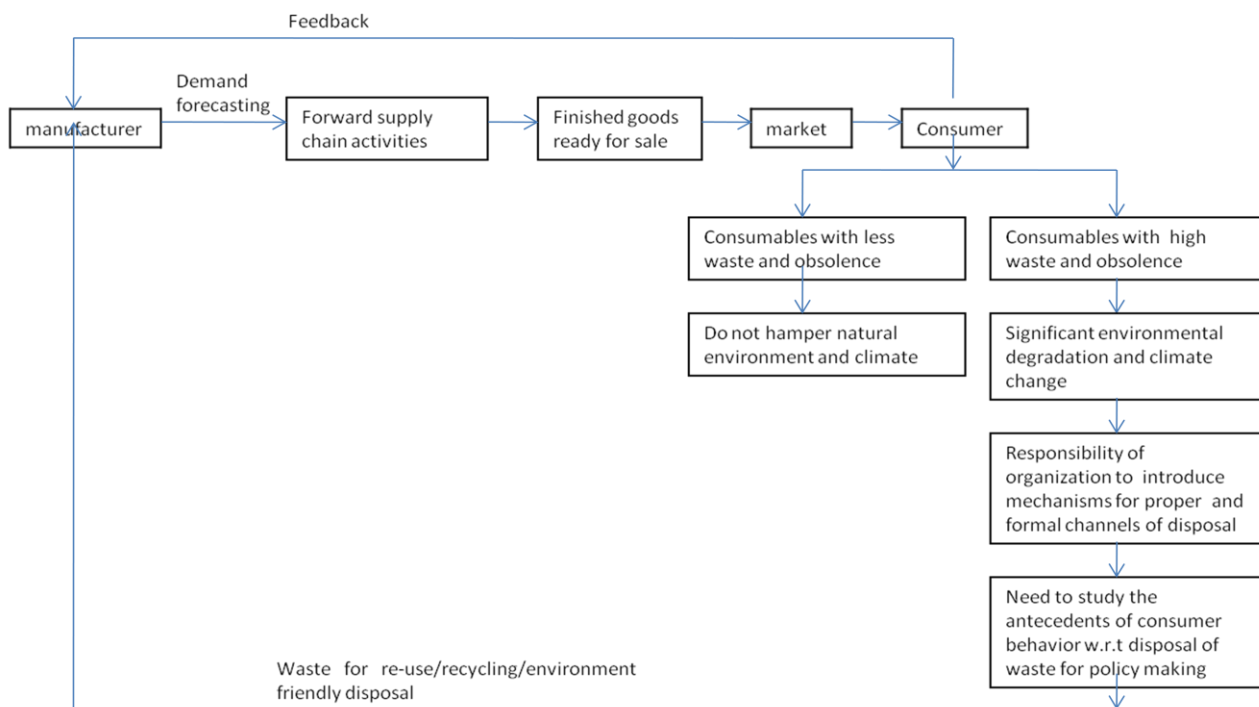 Feedback
Demand
forecasting
manufacturer
Forward supply
chain activities
Finished goods
ready for sale
market
Consumer
Consumables with less
waste and obsolence
Consumables with high
waste and obsolence
Do not hamper natural
environment and climate
Significant environmental
degradation and climate
change
Responsibility of
organization to introduce
mechanisms for proper and
formal channels of disposal
Need to study the
antecedents of consumer
behavior w.r.t disposal of
waste for policy making
Waste for re-use/recycling/environment
friendly disposal